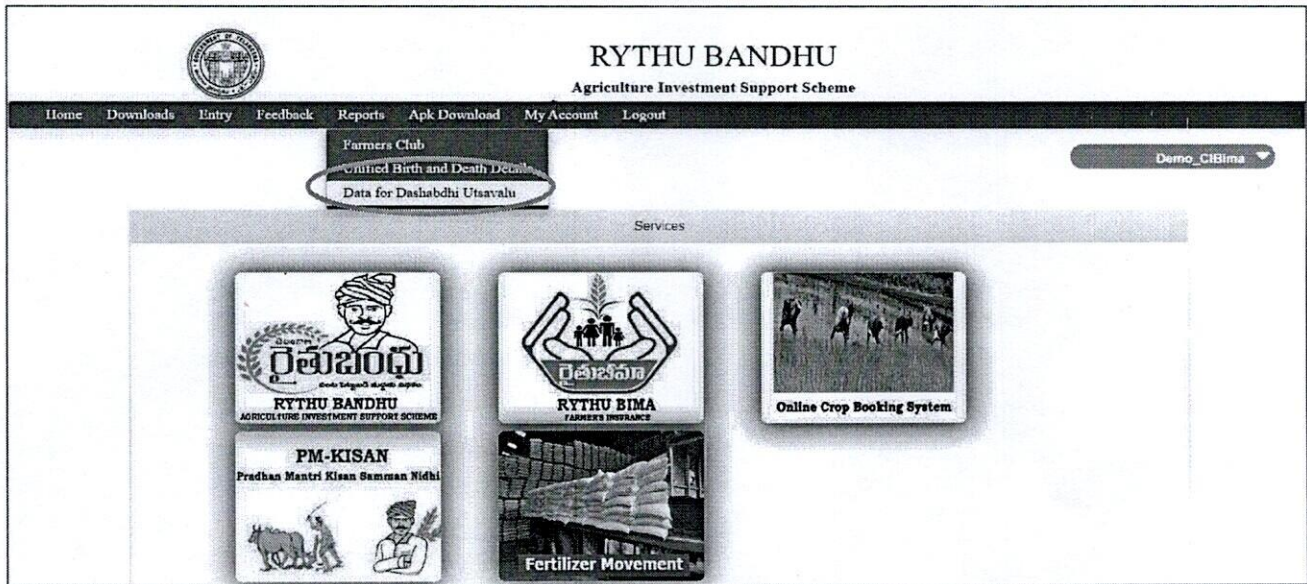 RYTHU BANDHU
Agriculture Investment Support Scheme
Home Downloads Entry Feedback Reports Apk Download My Account Logout
Farmers Club
Unified Birth and Death Details
Data for Dashabdhi Utsavalu
Demo_CIBima
Services
తెలంగాణ
రైతుబంధు
RYTHU BANDHU
AGRICULTURE INVESTMENT SUPPORT SCHEME
రైతుబీమా
RYTHU BIMA
FARMER'S INSURANCE
Online Crop Booking System
PM-KISAN
Pradhan Mantri Kisan Samman Nidhi
Fertilizer Movement